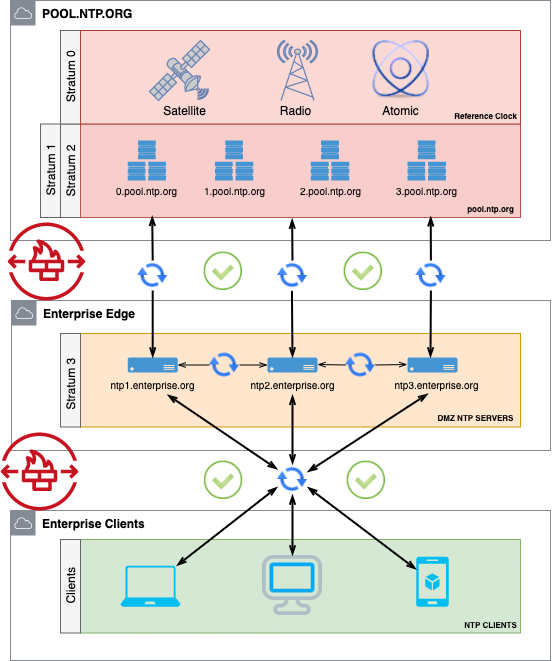 POOL.NTP.ORG
Stratum 0
Satellite
Radio
Atomic
Reference Clock
Stratum 1
Stratum 2
0.pool.ntp.org
1.pool.ntp.org
2.pool.ntp.org
3.pool.ntp.org
pool.ntp.org
Enterprise Edge
Stratum 3
ntp1.enterprise.org
ntp2.enterprise.org
ntp3.enterprise.org
DMZ NTP SERVERS
Enterprise Clients
Clients
NTP CLIENTS